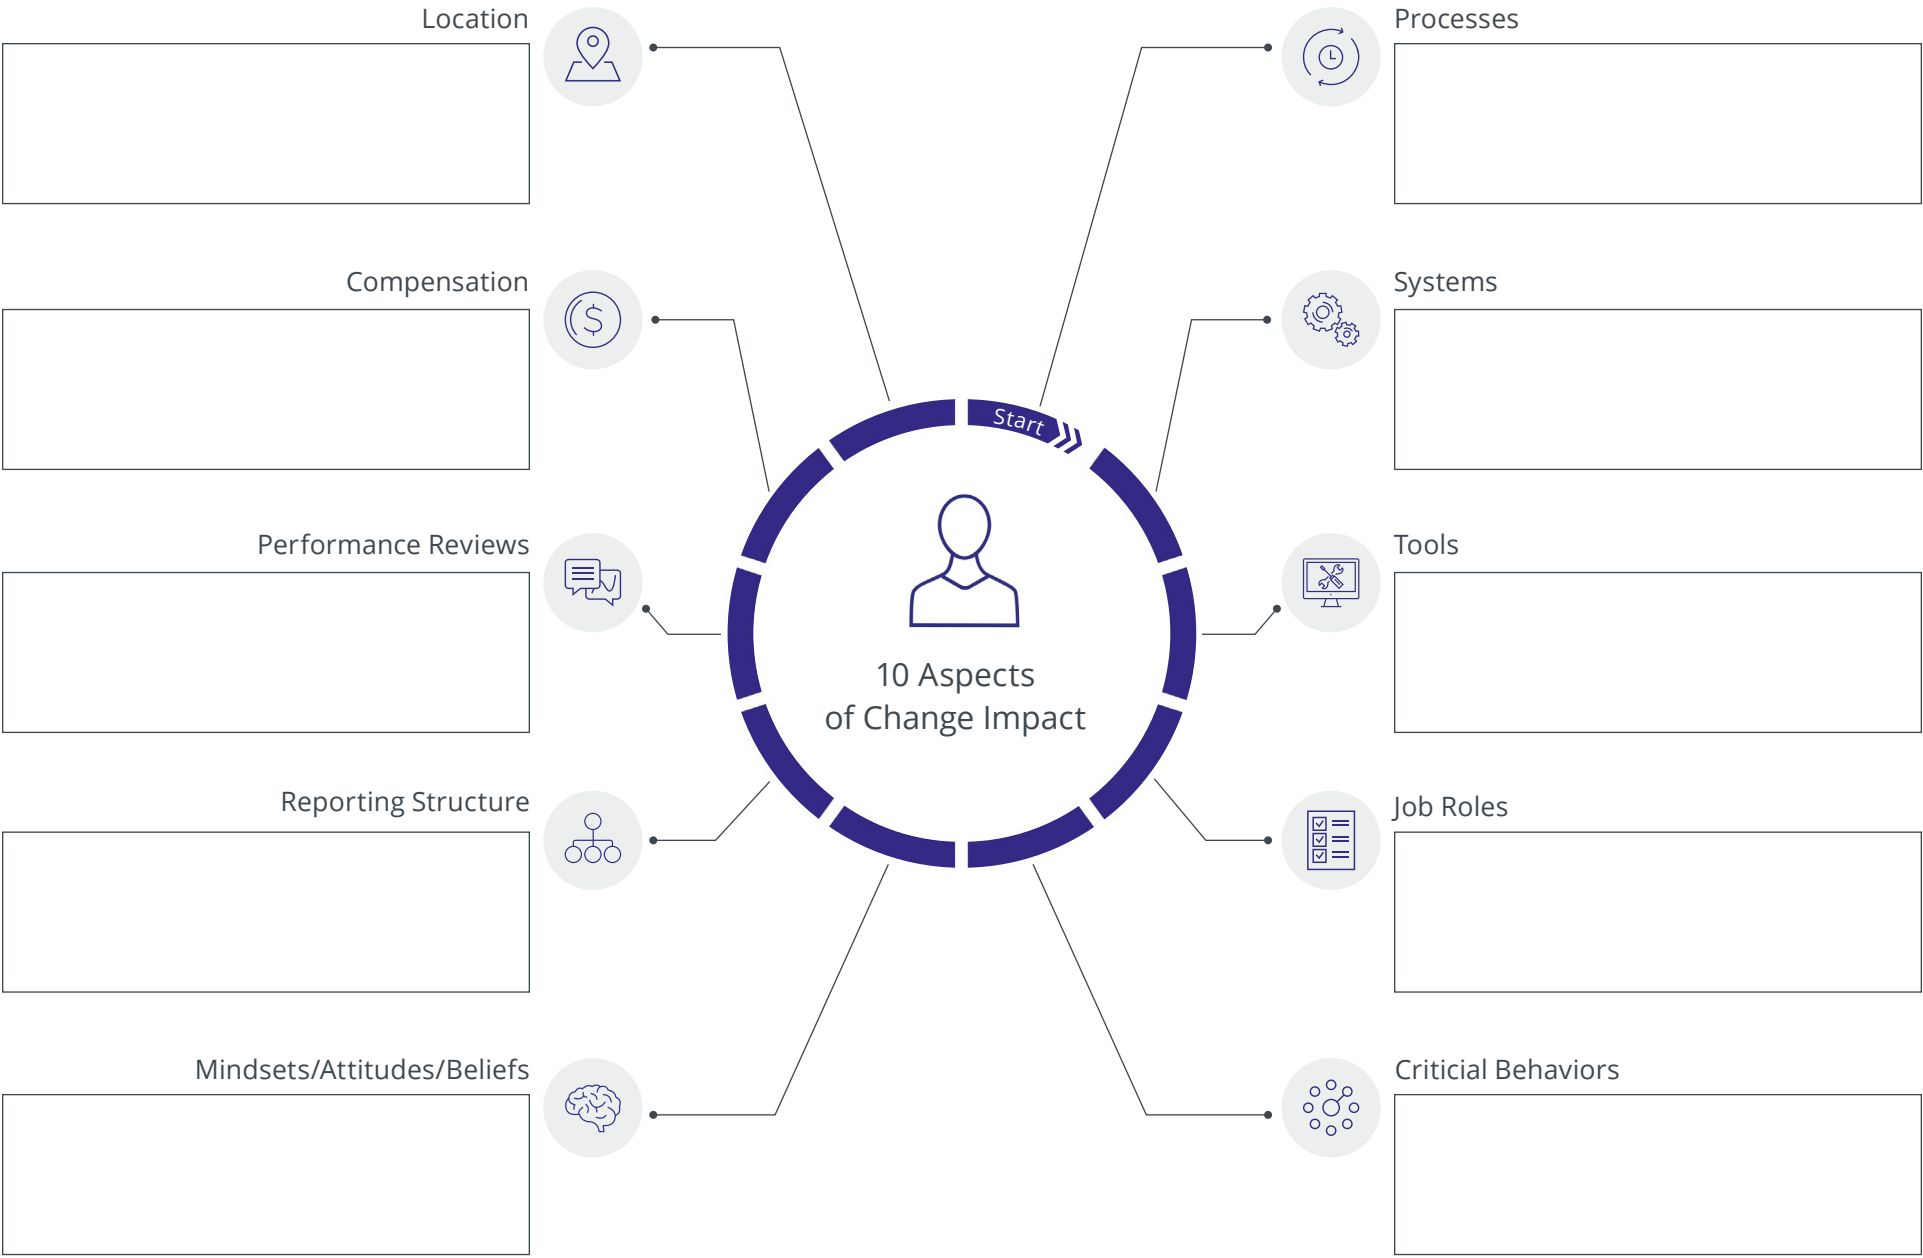 Location
Processes
Compensation
Systems
Start
Performance Reviews
Tools
10 Aspects
of Change Impact
Reporting Structure
Job Roles
Mindsets/Attitudes/Beliefs
Criticial Behaviors